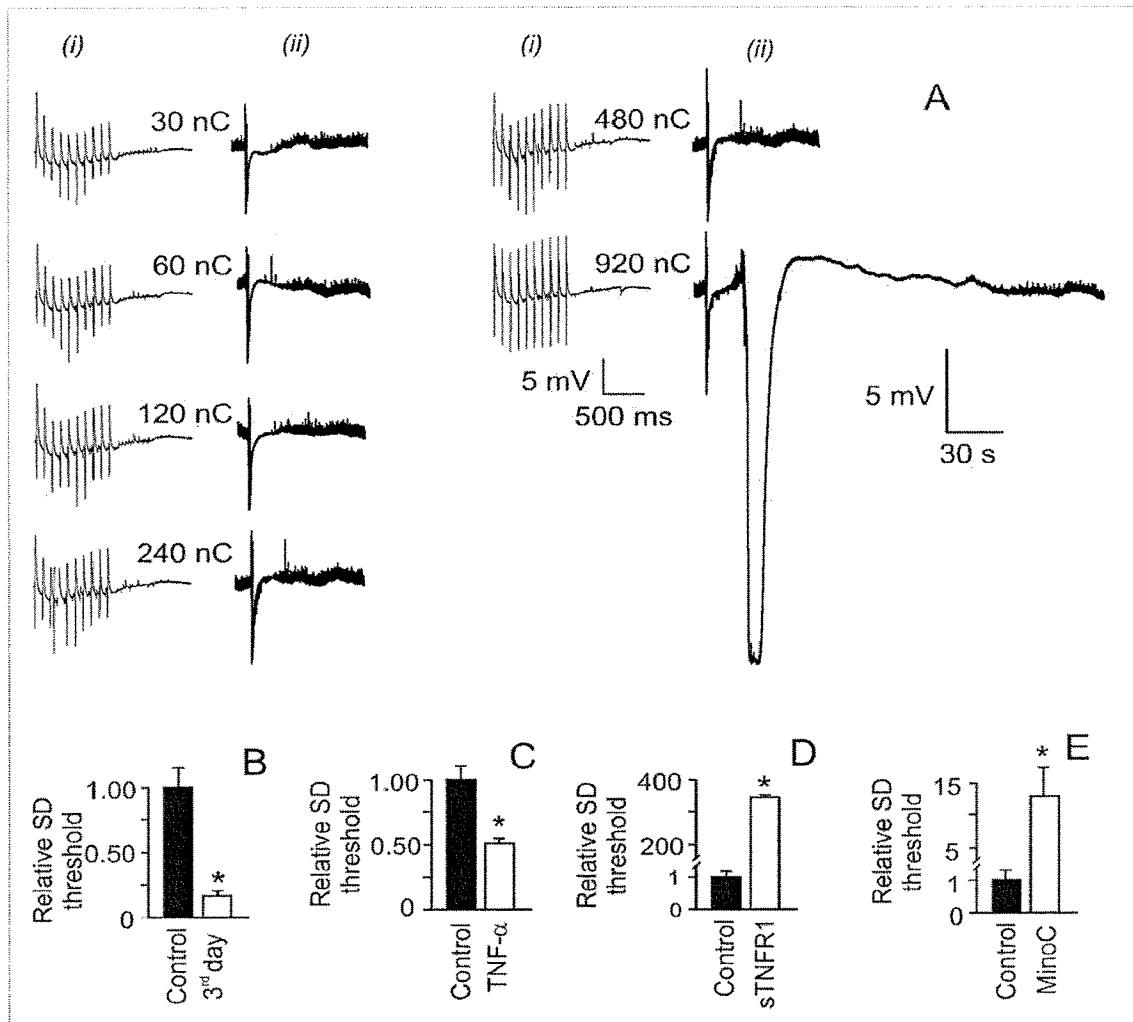 (i) (ii) (i) (ii)
A
30 nC
480 nC
60 nC
920 nC
5 mV
500 ms
120 nC
5 mV
30 s
240 nC
B
Relative SD
threshold
1.00
0.50
0
*
Control
3rd day
C
Relative SD
threshold
1.00
0.50
0
*
Control
TNF-α
D
Relative SD
threshold
400
200
1
0
*
Control
sTNFR1
E
Relative SD
threshold
15
5
1
0
*
Control
MinoC